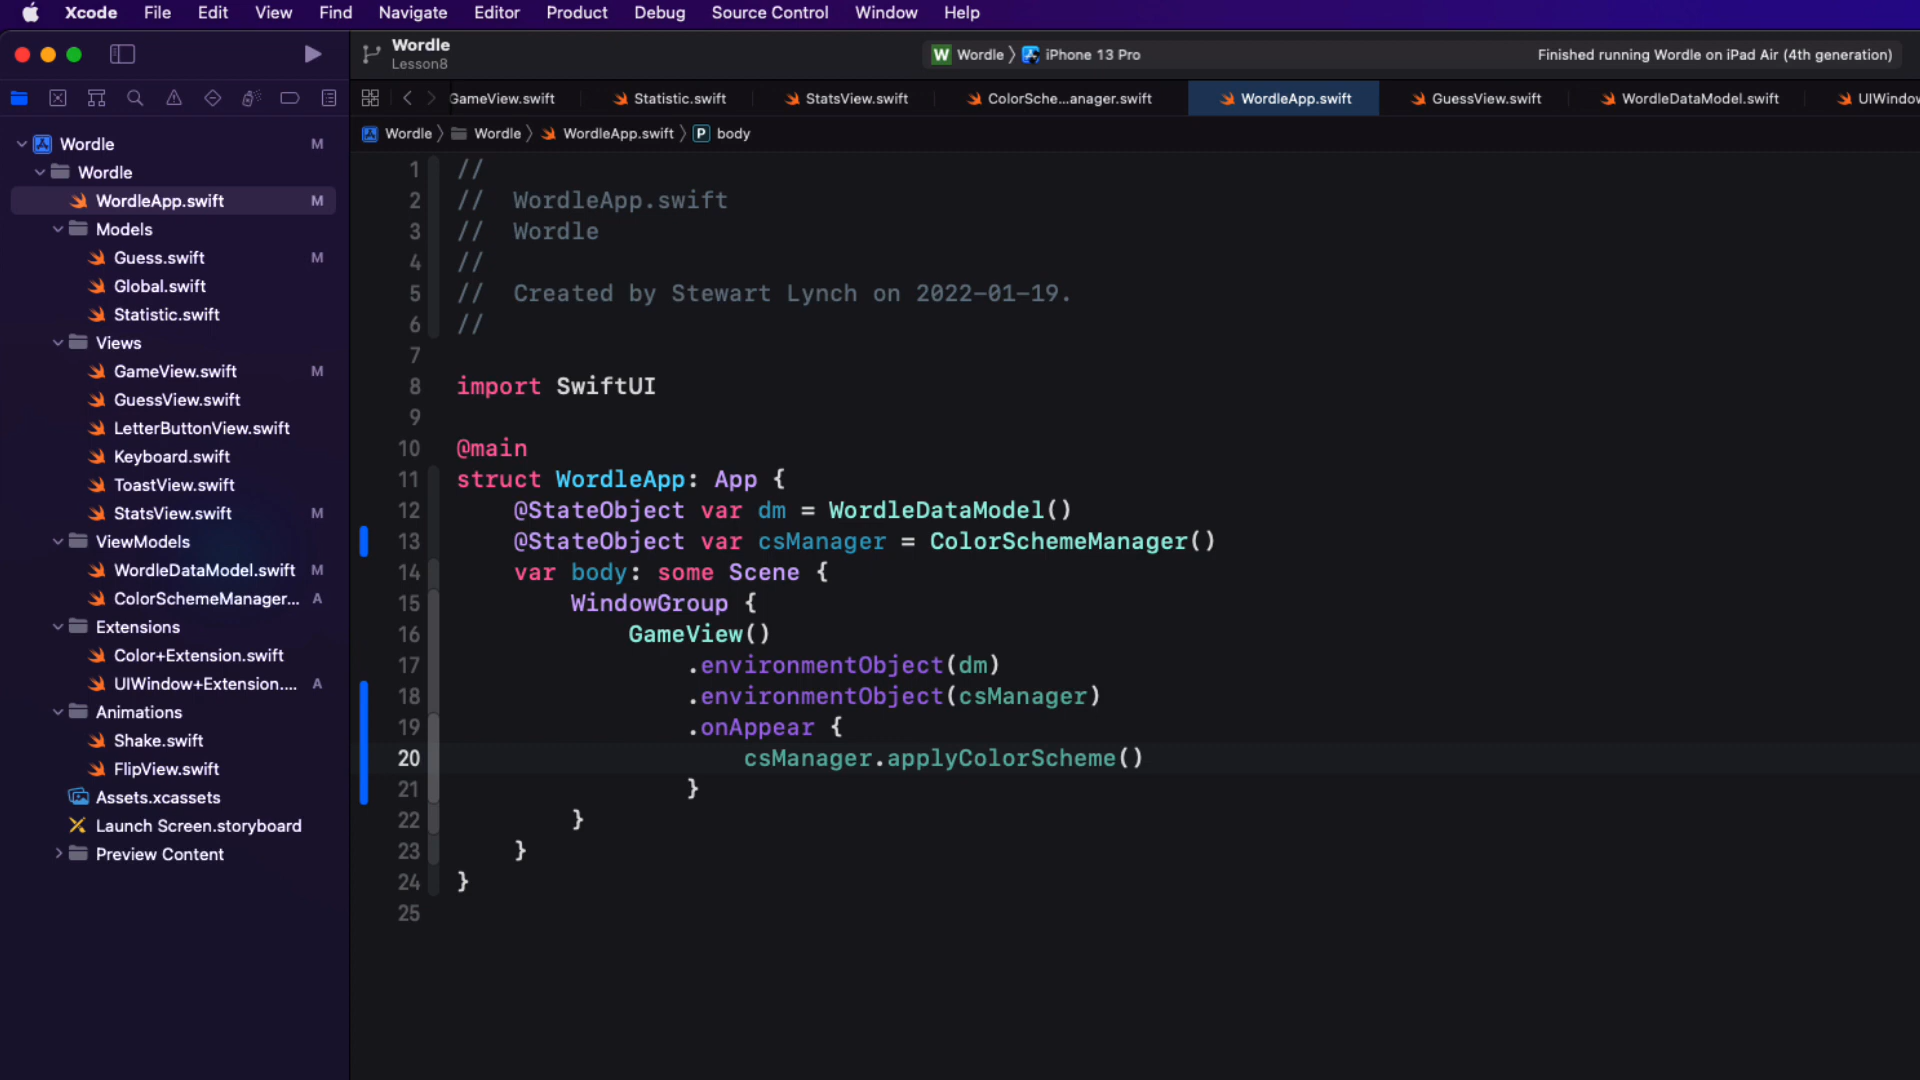 Xcode File Edit View Find Navigate Editor Product Debug Source Control Window Help
Wordle
Lesson8
W Wordle 〉 iPhone 13 Pro
Finished running Wordle on iPad Air (4th generation)
GameView.swift Statistic.swift StatsView.swift ColorSche...anager.swift WordleApp.swift GuessView.swift WordleDataModel.swift UIWindow
Wordle 〉 Wordle 〉 WordleApp.swift 〉 P body
Wordle M
Wordle
WordleApp.swift M
Models
Guess.swift M
Global.swift
Statistic.swift
Views
GameView.swift M
GuessView.swift
LetterButtonView.swift
Keyboard.swift
ToastView.swift
StatsView.swift M
ViewModels
WordleDataModel.swift M
ColorSchemeManager... A
Extensions
Color+Extension.swift
UIWindow+Extension.... A
Animations
Shake.swift
FlipView.swift
Assets.xcassets
Launch Screen.storyboard
Preview Content
1 //
2 //  WordleApp.swift
3 //  Wordle
4 //
5 //  Created by Stewart Lynch on 2022-01-19.
6 //
7
8 import SwiftUI
9
10 @main
11 struct WordleApp: App {
12     @StateObject var dm = WordleDataModel()
13     @StateObject var csManager = ColorSchemeManager()
14     var body: some Scene {
15         WindowGroup {
16             GameView()
17                 .environmentObject(dm)
18                 .environmentObject(csManager)
19                 .onAppear {
20                     csManager.applyColorScheme()
21                 }
22         }
23     }
24 }
25